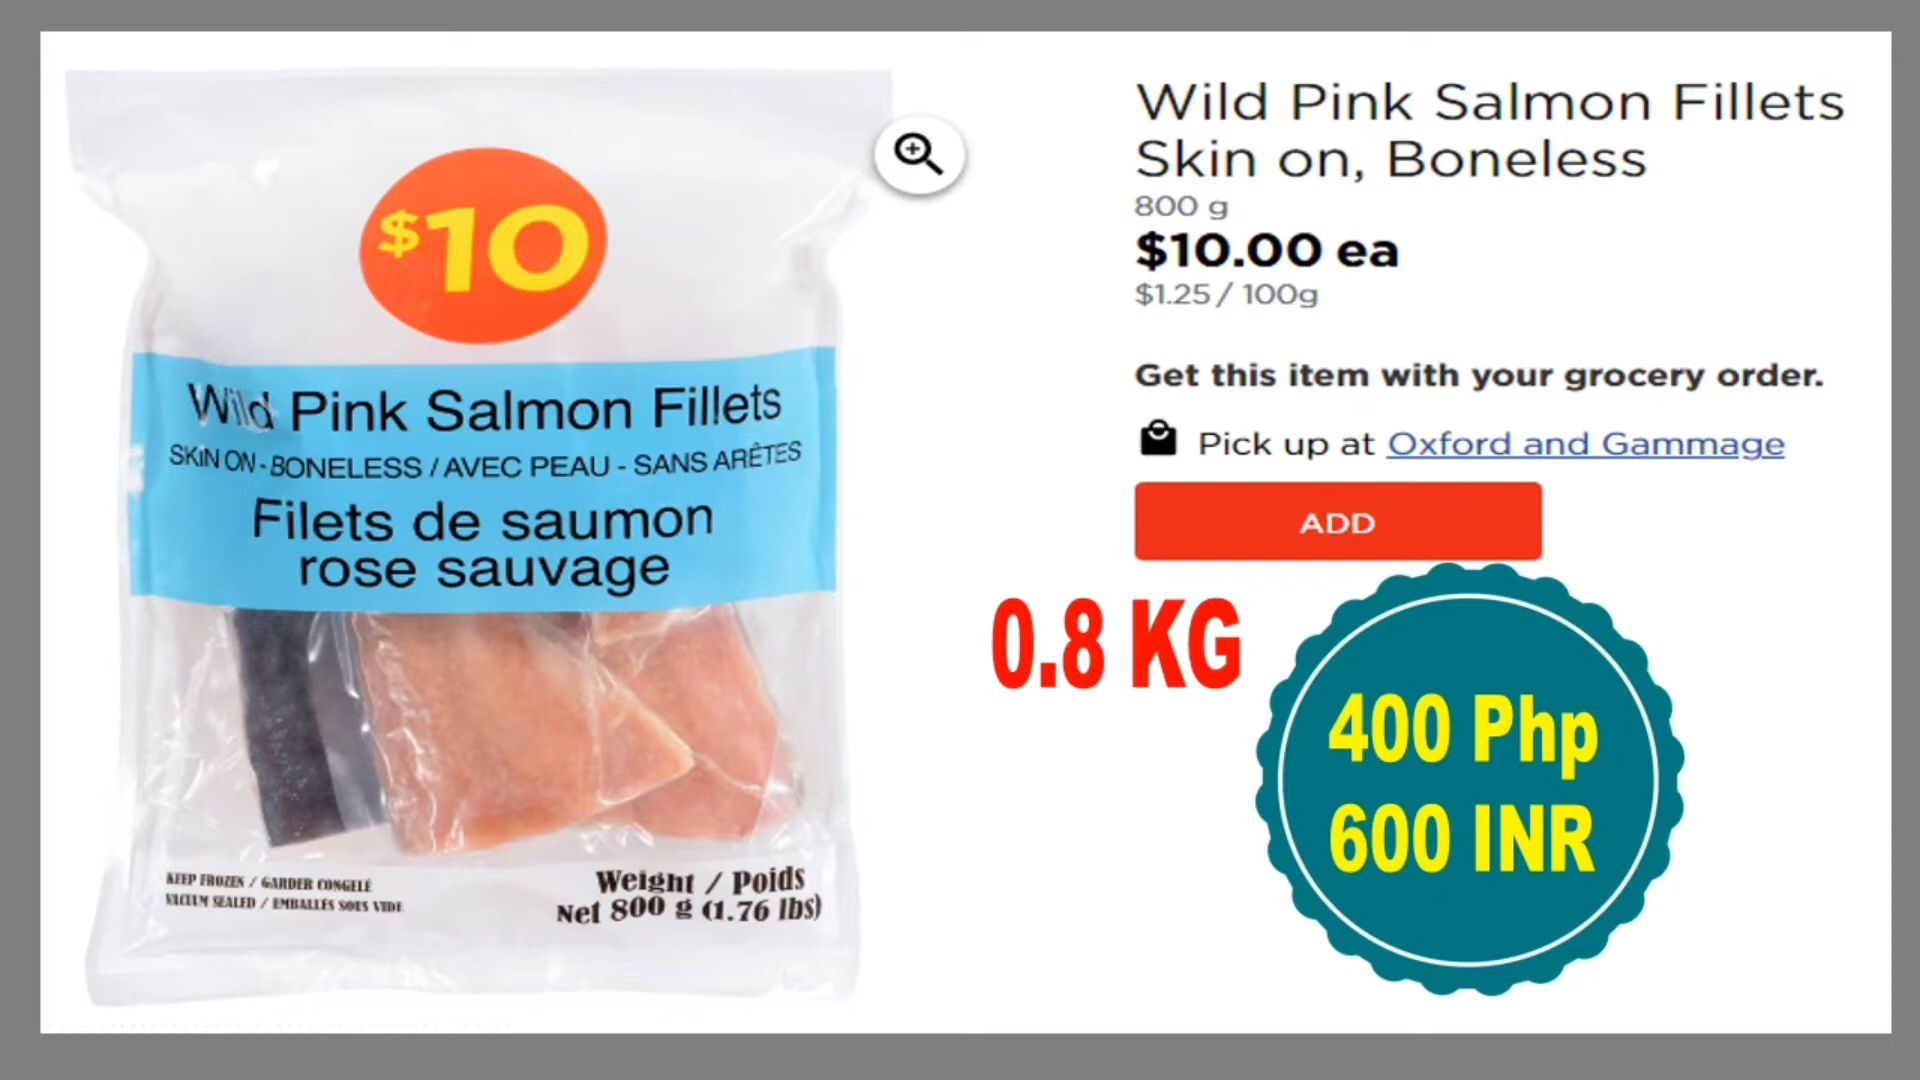 $10
Wild Pink Salmon Fillets
SKIN ON - BONELESS / AVEC PEAU - SANS ARÊTES
Filets de saumon
rose sauvage
KEEP FROZEN / GARDER CONGELÉ
VACUUM SEALED / EMBALLÉS SOUS VIDE
Weight / Poids
Net 800 g (1.76 lbs)
Wild Pink Salmon Fillets
Skin on, Boneless
800 g
$10.00 ea
$1.25 / 100g
Get this item with your grocery order.
Pick up at Oxford and Gammage
ADD
0.8 KG
400 Php
600 INR